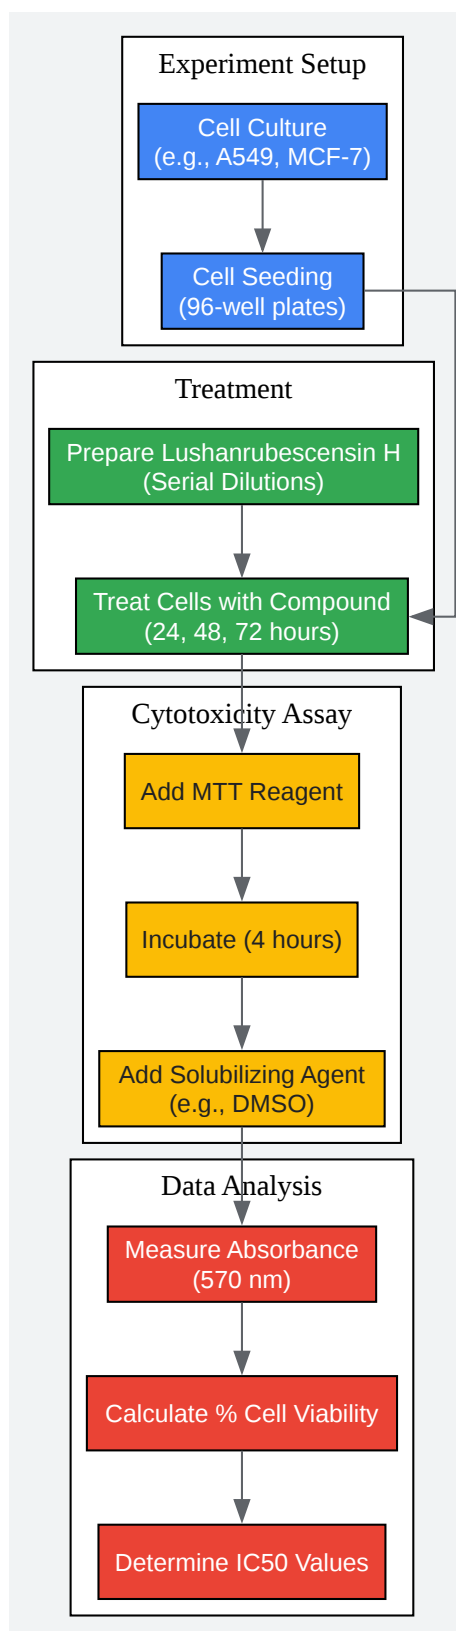 Experiment Setup
Cell Culture
(e.g., A549, MCF-7)
Cell Seeding
(96-well plates)
Treatment
Prepare Lushanrubescensin H
(Serial Dilutions)
Treat Cells with Compound
(24, 48, 72 hours)
Cytotoxicity Assay
Add MTT Reagent
Incubate (4 hours)
Add Solubilizing Agent
(e.g., DMSO)
Data Analysis
Measure Absorbance
(570 nm)
Calculate % Cell Viability
Determine IC50 Values